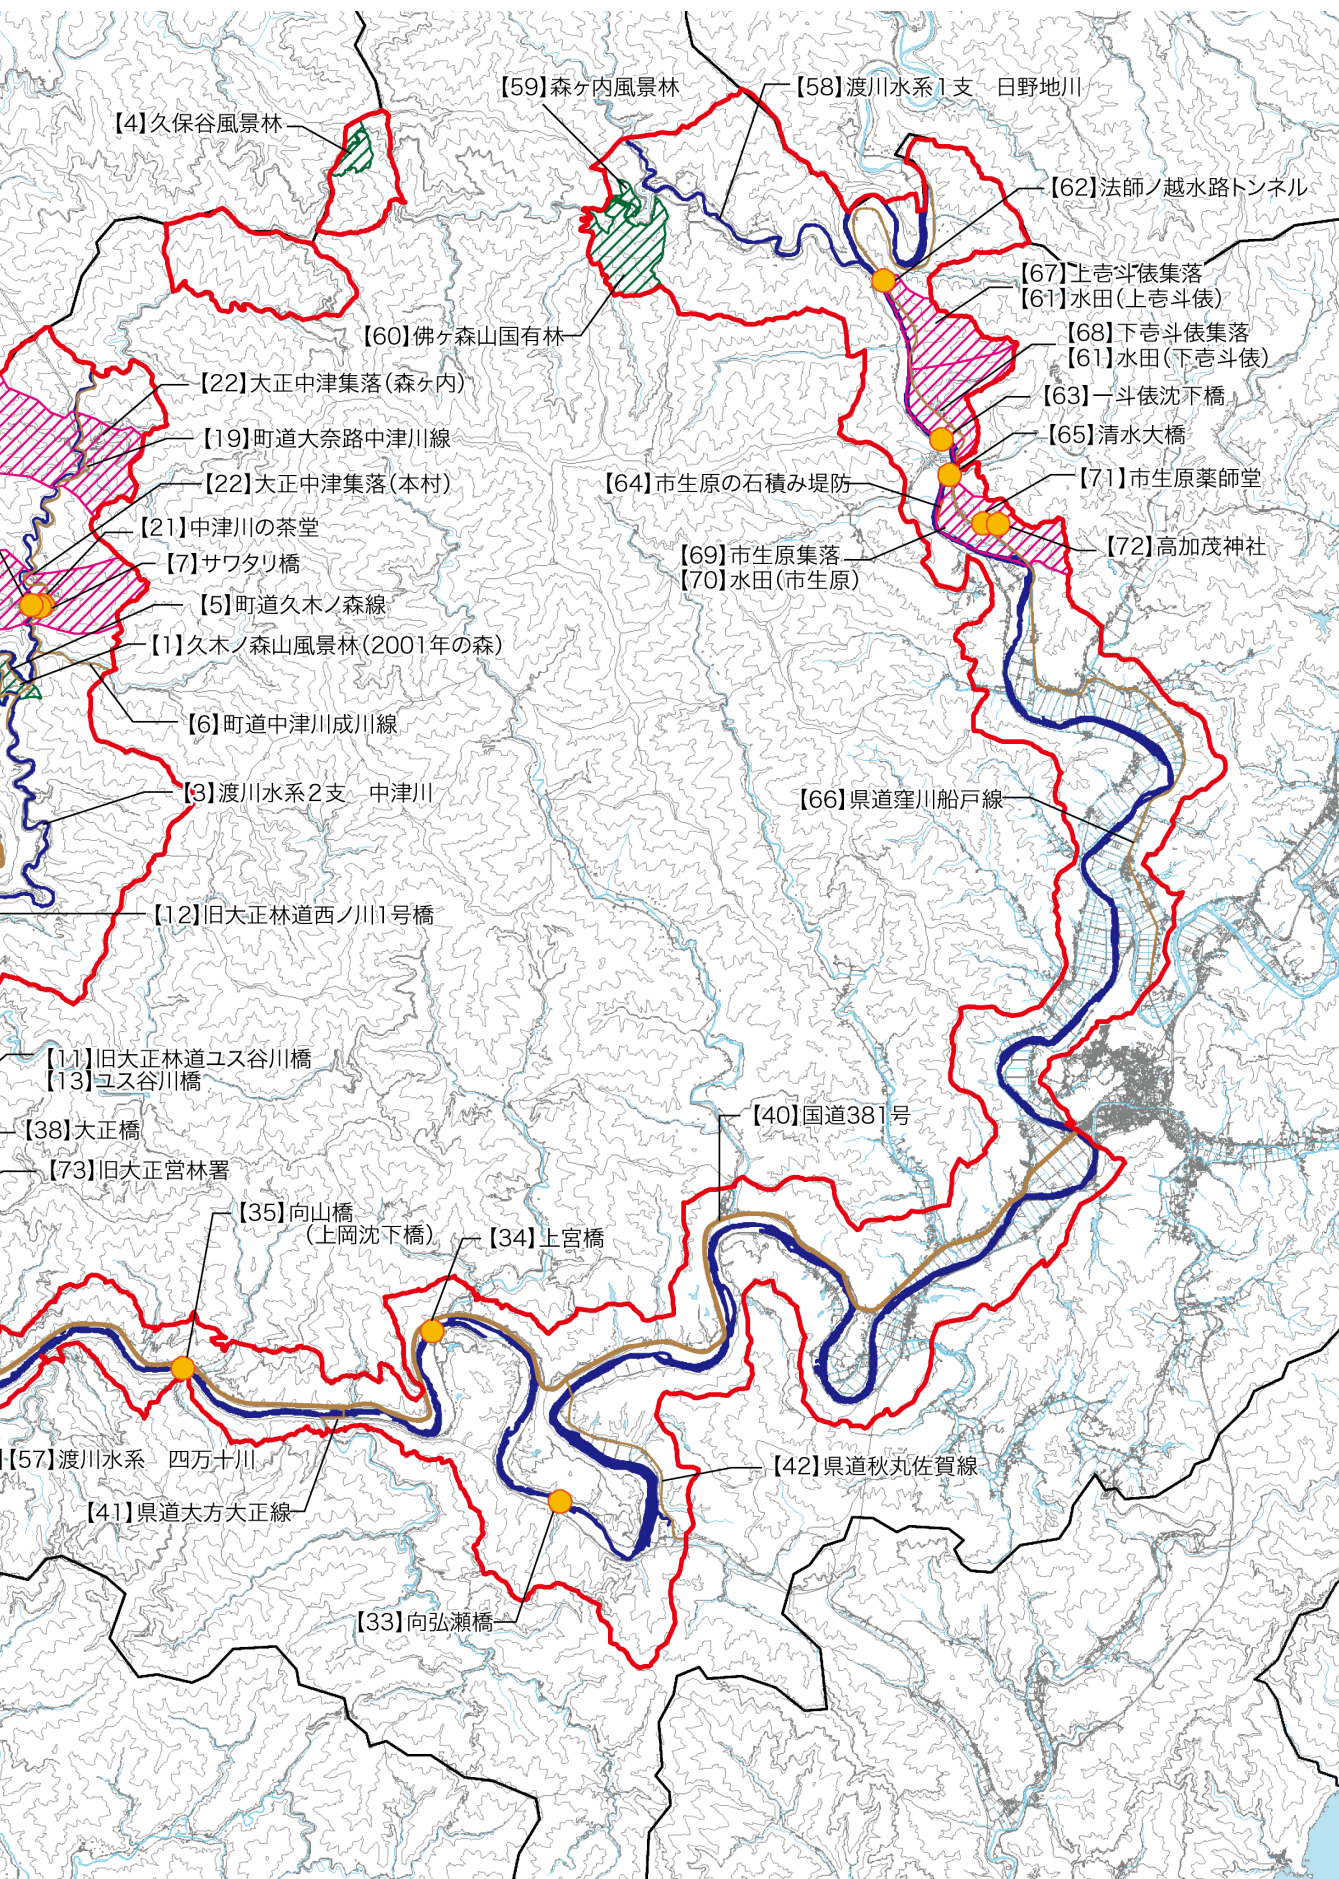 【59】森ヶ内風景林
【58】渡川水系1支　日野地川
【4】久保谷風景林
【62】法師ノ越水路トンネル
【67】上壱斗俵集落
【61】水田(上壱斗俵)
【60】佛ヶ森山国有林
【68】下壱斗俵集落
【61】水田(下壱斗俵)
【22】大正中津集落(森ヶ内)
【63】一斗俵沈下橋
【19】町道大奈路中津川線
【65】清水大橋
【22】大正中津集落(本村)
【64】市生原の石積み堤防
【71】市生原薬師堂
【21】中津川の茶堂
【72】高加茂神社
【7】サワタリ橋
【69】市生原集落
【70】水田(市生原)
【5】町道久木ノ森線
【1】久木ノ森山風景林(2001年の森)
【6】町道中津川成川線
【3】渡川水系2支　中津川
【66】県道窪川船戸線
【12】旧大正林道西ノ川1号橋
【11】旧大正林道ユス谷川橋
【13】ユス谷川橋
【38】大正橋
【40】国道381号
【73】旧大正営林署
【35】向山橋
(上岡沈下橋)
【34】上宮橋
【57】渡川水系　四万十川
【42】県道秋丸佐賀線
【41】県道大方大正線
【33】向弘瀬橋